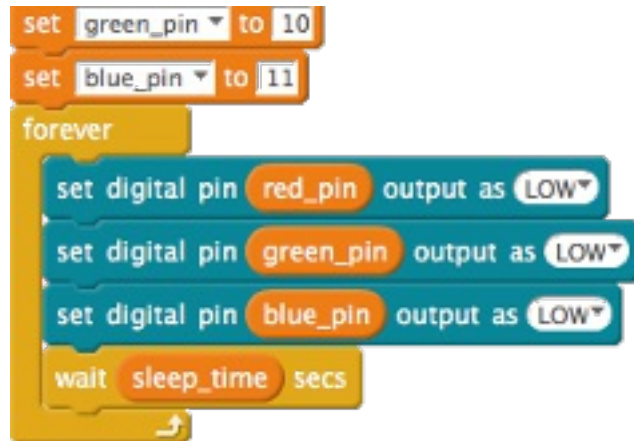 set green_pin to 10
set blue_pin to 11
forever
set digital pin red_pin output as LOW
set digital pin green_pin output as LOW
set digital pin blue_pin output as LOW
wait sleep_time secs